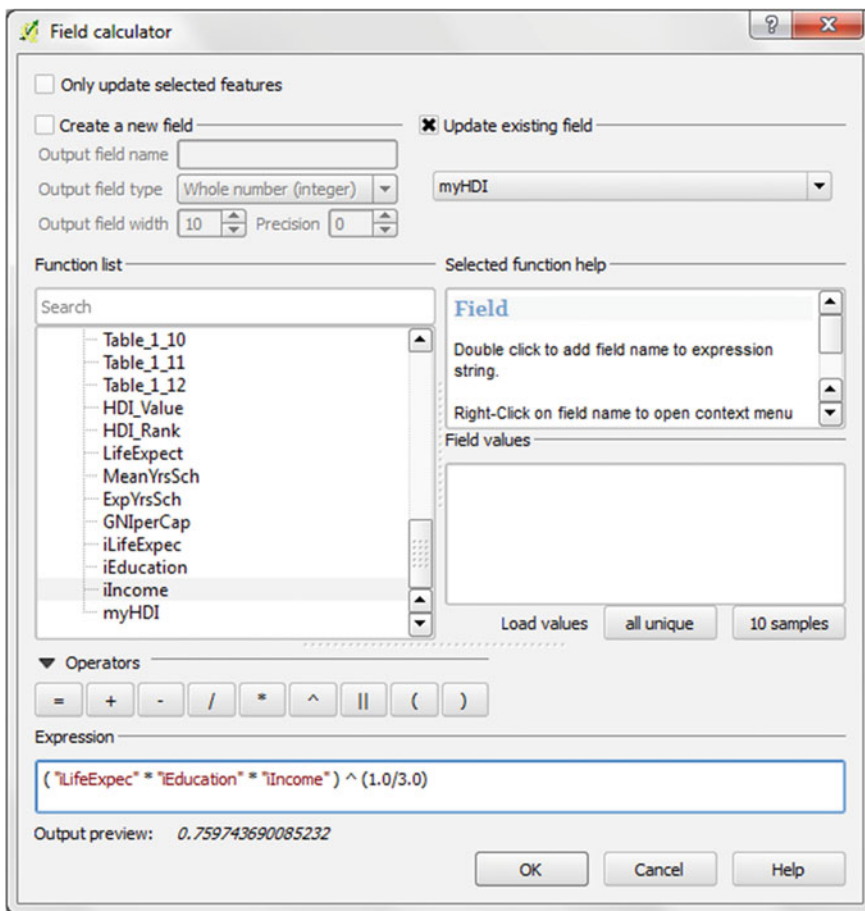 Field calculator
Only update selected features
Create a new field
Update existing field
Output field name
Output field type Whole number (integer)
myHDI
Output field width 10 Precision 0
Function list
Selected function help
Search
Table_1_10
Table_1_11
Table_1_12
HDI_Value
HDI_Rank
LifeExpect
MeanYrsSch
ExpYrsSch
GNIperCap
iLifeExpec
iEducation
iIncome
myHDI
Field
Double click to add field name to expression
string.
Right-Click on field name to open context menu
Field values
Load values all unique 10 samples
Operators
= + - / * ^ || ( )
Expression
( "iLifeExpec" * "iEducation" * "iIncome" ) ^ (1.0/3.0)
Output preview: 0.759743690085232
OK Cancel Help